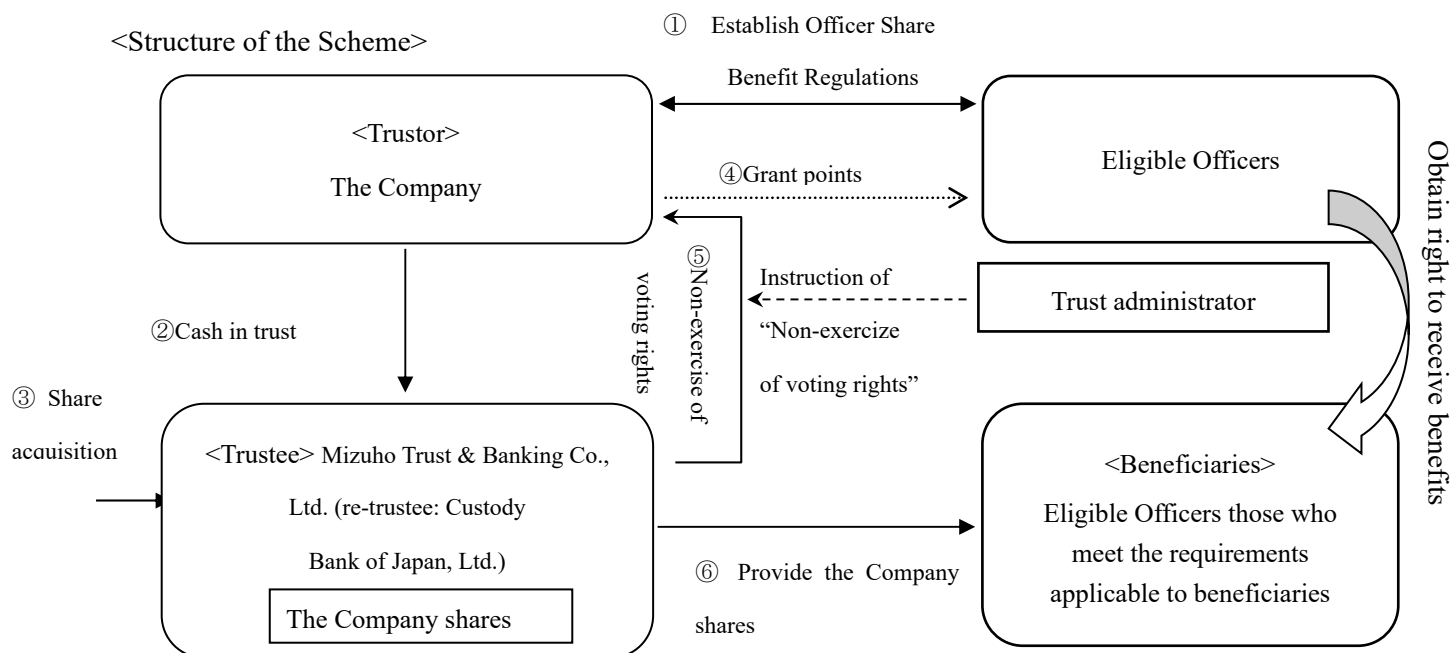 ① Establish Officer Share
Benefit Regulations
<Structure of the Scheme>
<Trustor>
The Company
Eligible Officers
④Grant points
Obtain right to receive benefits
⑤Non-exercise of
voting rights
Instruction of
“Non-exercize
of voting rights”
Trust administrator
②Cash in trust
③ Share
acquisition
<Trustee> Mizuho Trust & Banking Co.,
Ltd. (re-trustee: Custody
Bank of Japan, Ltd.)
The Company shares
⑥ Provide the Company
shares
<Beneficiaries>
Eligible Officers those who
meet the requirements
applicable to beneficiaries